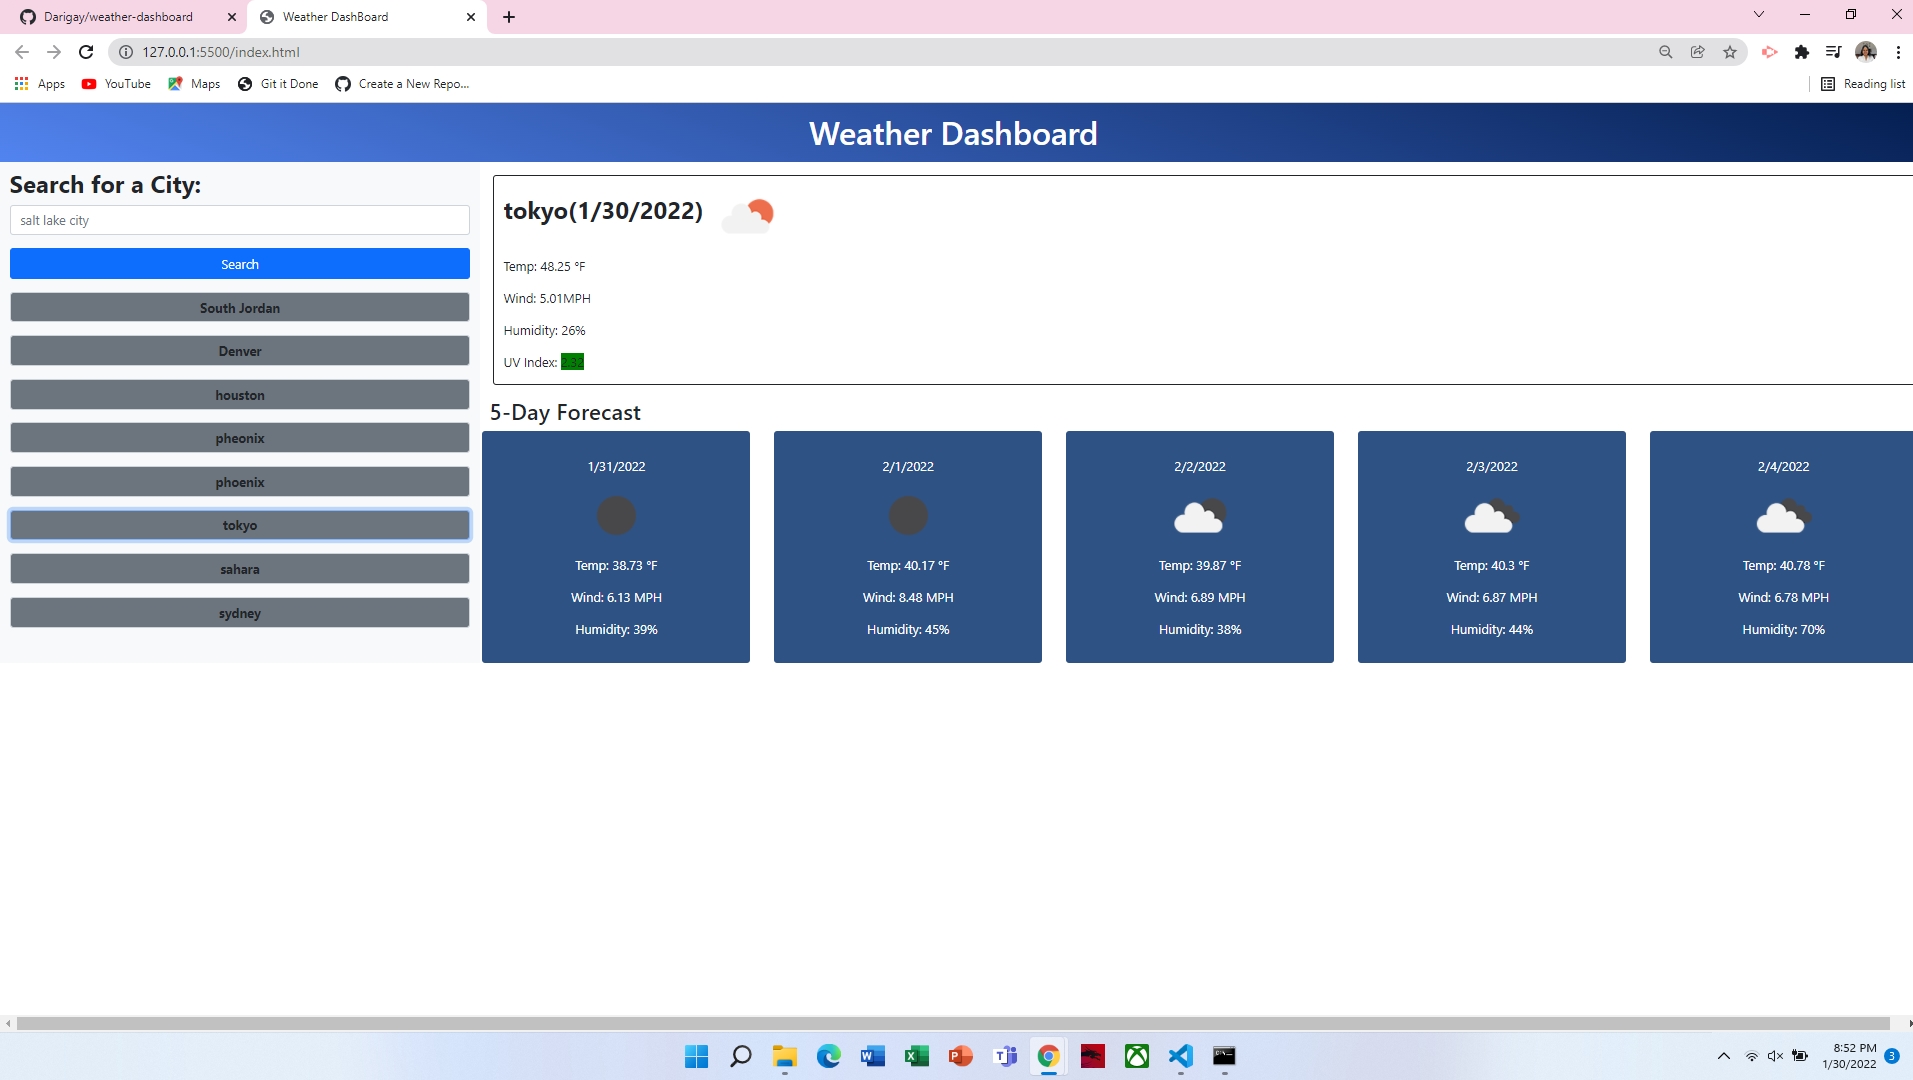 Darigay/weather-dashboard
Weather DashBoard
127.0.0.1:5500/index.html
Apps
YouTube
Maps
Git it Done
Create a New Repo...
Reading list
Weather Dashboard
Search for a City:
salt lake city
Search
South Jordan
Denver
houston
pheonix
phoenix
tokyo
sahara
sydney
tokyo(1/30/2022)
Temp: 48.25 °F
Wind: 5.01MPH
Humidity: 26%
UV Index: 2.32
5-Day Forecast
1/31/2022
Temp: 38.73 °F
Wind: 6.13 MPH
Humidity: 39%
2/1/2022
Temp: 40.17 °F
Wind: 8.48 MPH
Humidity: 45%
2/2/2022
Temp: 39.87 °F
Wind: 6.89 MPH
Humidity: 38%
2/3/2022
Temp: 40.3 °F
Wind: 6.87 MPH
Humidity: 44%
2/4/2022
Temp: 40.78 °F
Wind: 6.78 MPH
Humidity: 70%
8:52 PM
1/30/2022
3